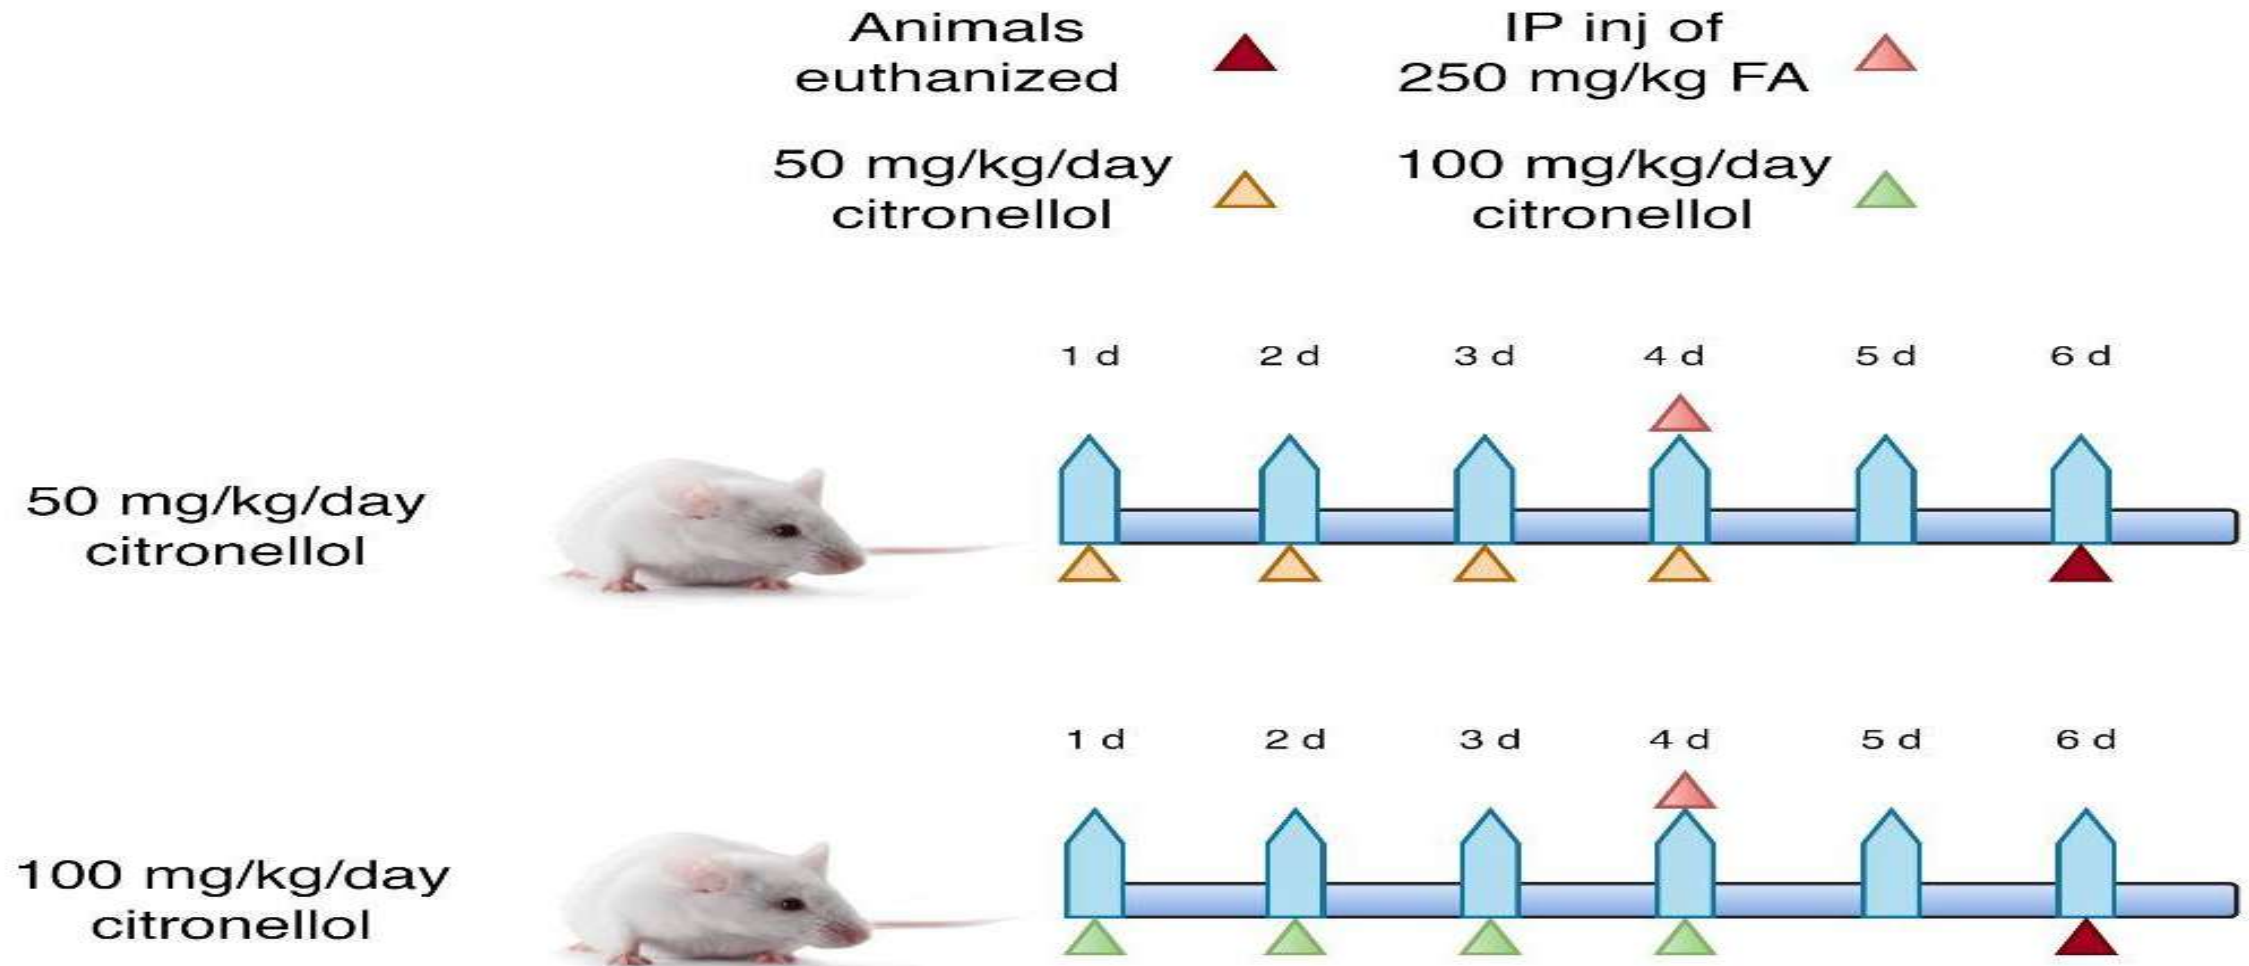 Animals
euthanized
IP inj of
250 mg/kg FA
50 mg/kg/day
citronellol
100 mg/kg/day
citronellol
1 d 2 d 3 d 4 d 5 d 6 d
50 mg/kg/day
citronellol
1 d 2 d 3 d 4 d 5 d 6 d
100 mg/kg/day
citronellol